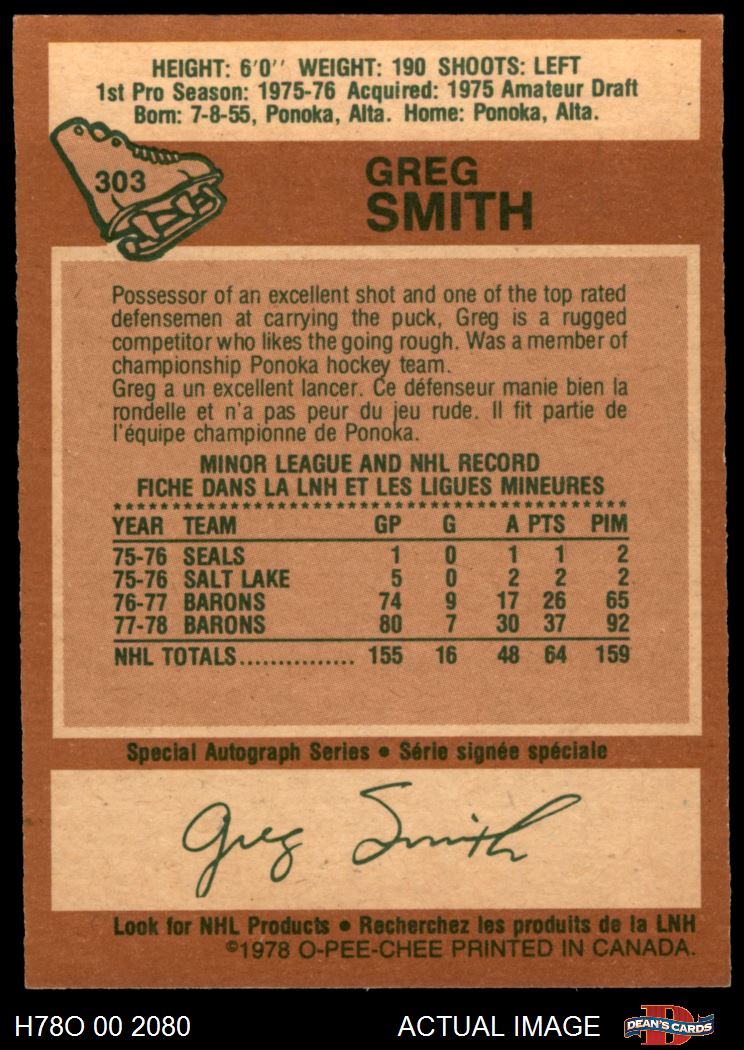 HEIGHT: 6'0'' WEIGHT: 190 SHOOTS: LEFT
1st Pro Season: 1975-76 Acquired: 1975 Amateur Draft
Born: 7-8-55, Ponoka, Alta. Home: Ponoka, Alta.
303
GREG
SMITH
Possessor of an excellent shot and one of the top rated
defensemen at carrying the puck, Greg is a rugged
competitor who likes the going rough. Was a member of
championship Ponoka hockey team.
Greg a un excellent lancer. Ce défenseur manie bien la
rondelle et n'a pas peur du jeu rude. Il fit partie de
l'équipe championne de Ponoka.
MINOR LEAGUE AND NHL RECORD
FICHE DANS LA LNH ET LES LIGUES MINEURES
YEAR TEAM GP G A PTS PIM
75-76 SEALS 1 0 1 1 2
75-76 SALT LAKE 5 0 2 2 2
76-77 BARONS 74 9 17 26 65
77-78 BARONS 80 7 30 37 92
NHL TOTALS............... 155 16 48 64 159
Special Autograph Series • Série signée spéciale
Greg Smith
Look for NHL Products • Recherchez les produits de la LNH
©1978 O-PEE-CHEE PRINTED IN CANADA.
H78O 00 2080 ACTUAL IMAGE D DEAN'S CARDS